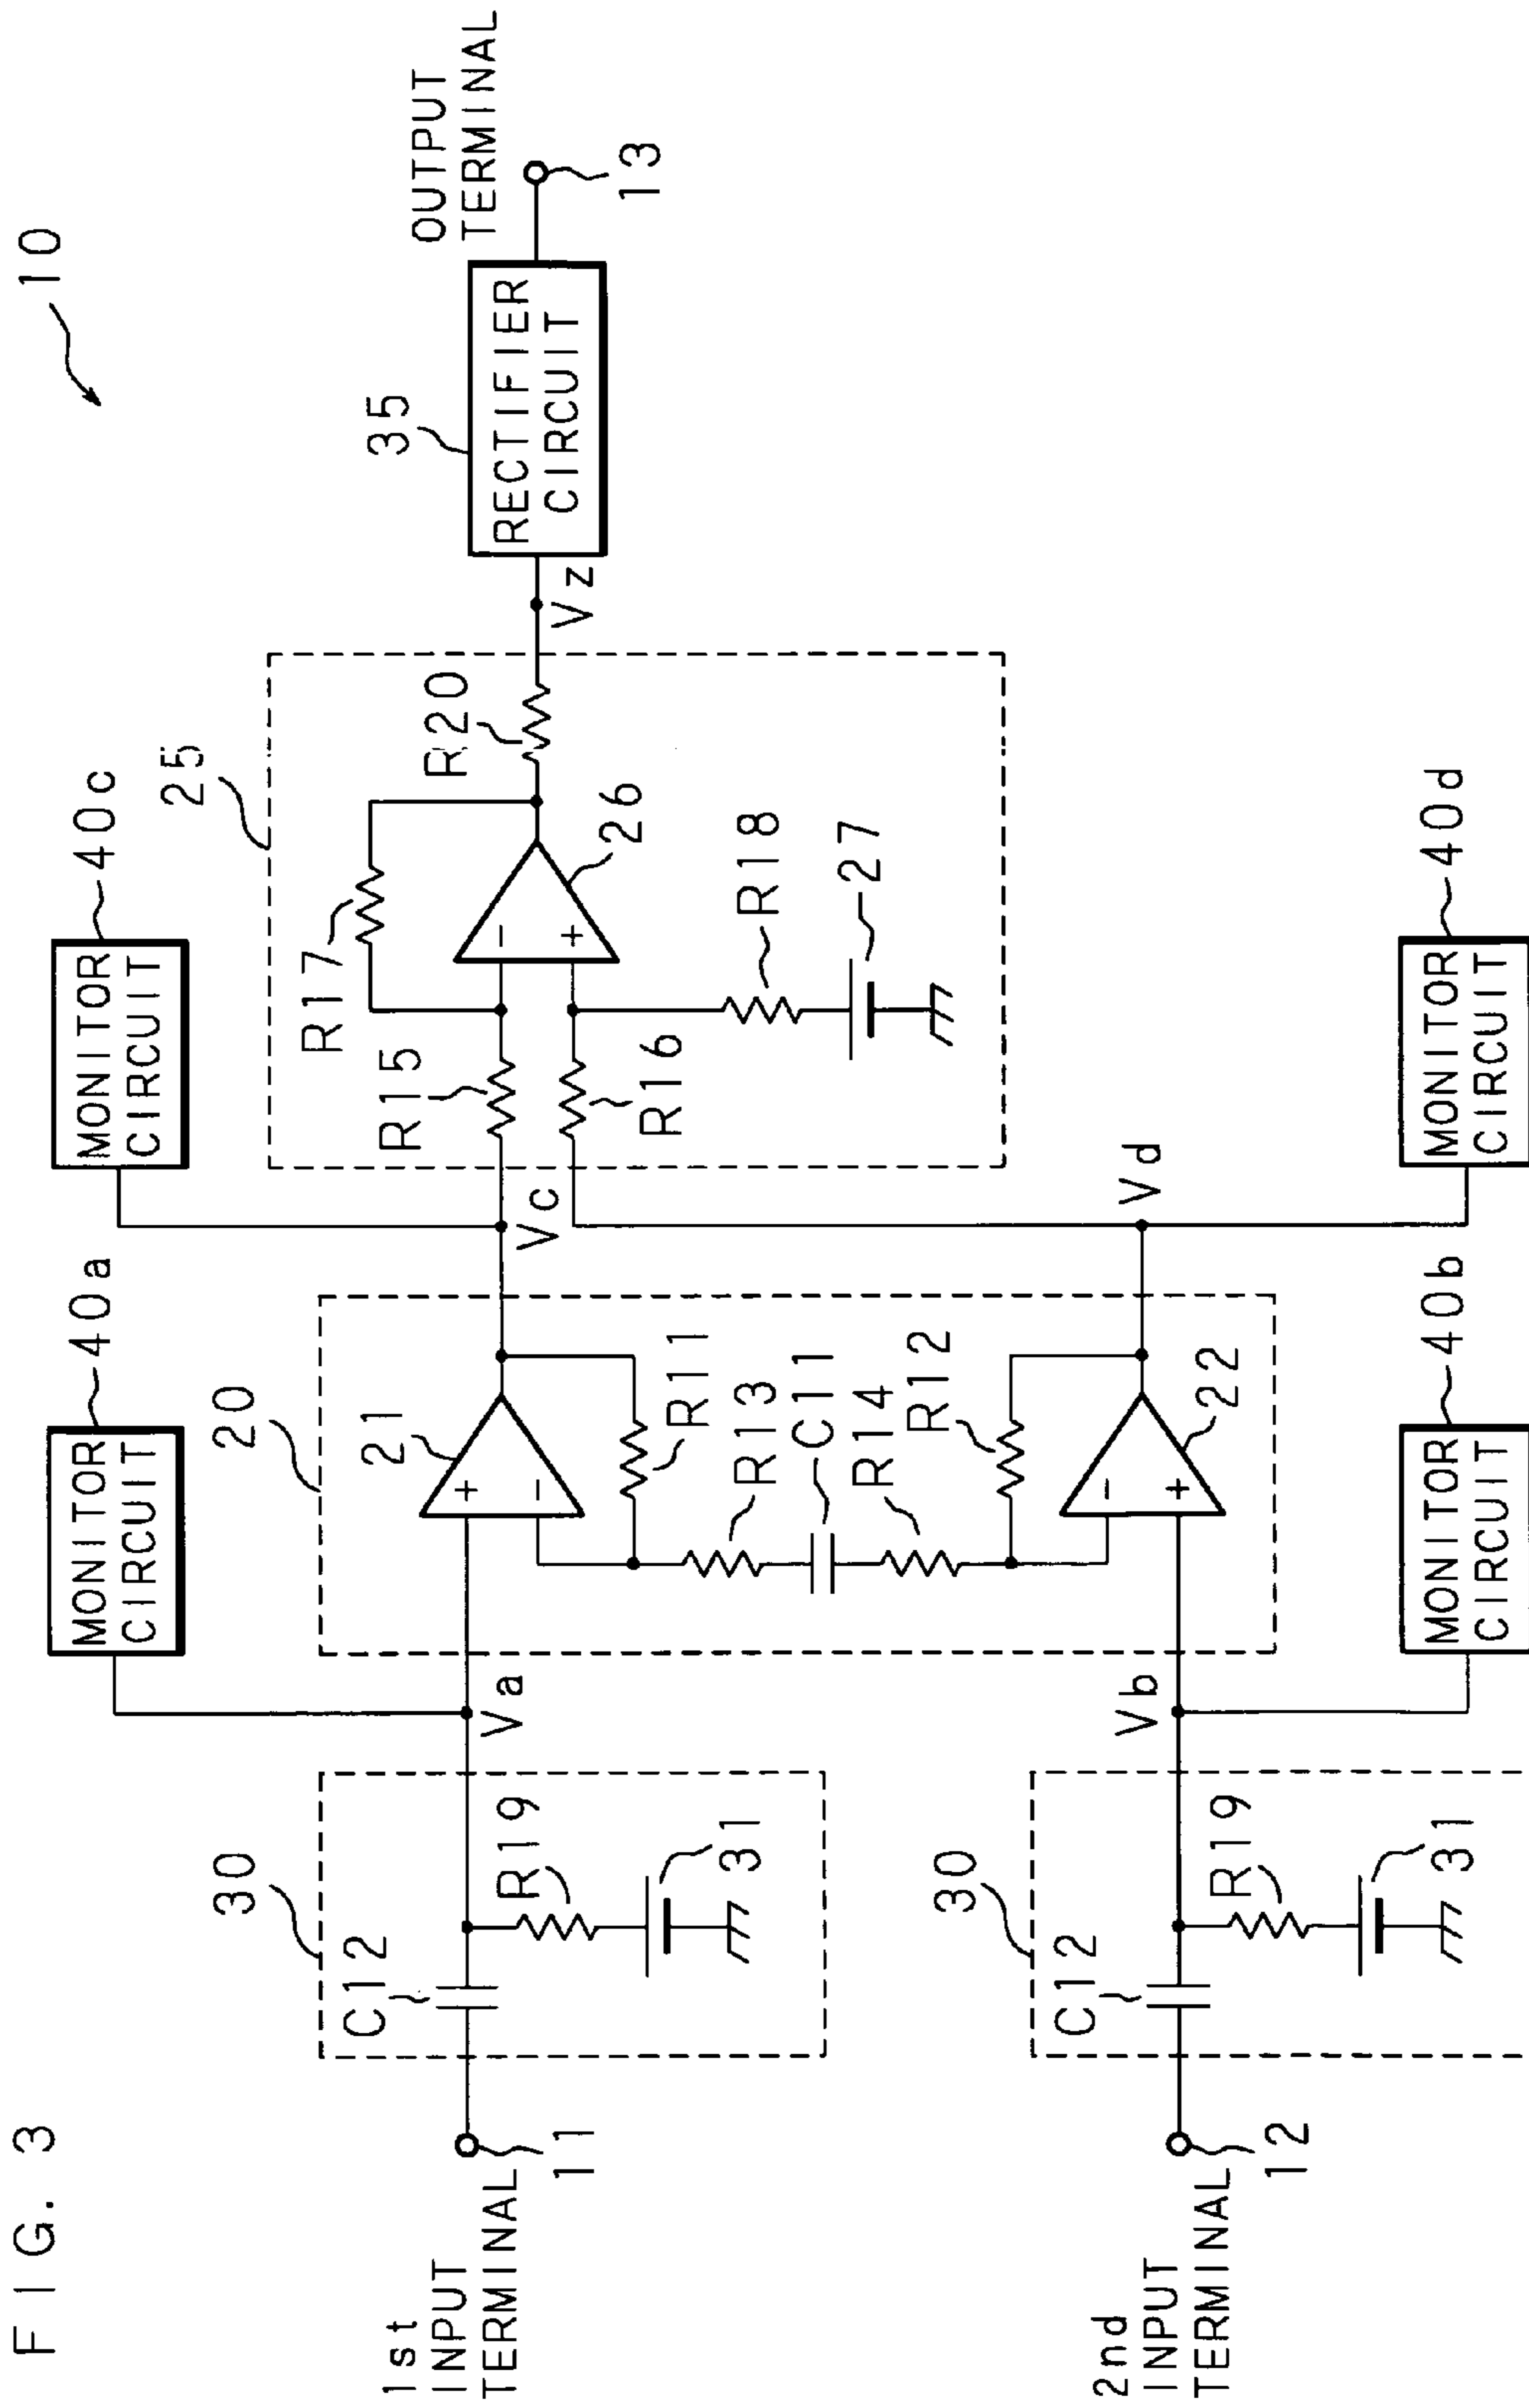 FIG. 3
10
MONITOR
CIRCUIT
40a
MONITOR
CIRCUIT
40c
20
25
35
30
C12
R19
31
Va
21
+
−
R11
R13
C11
R14
R12
22
−
+
Vc
R15
R16
R17
−
+
26
R18
27
R20
Vz
RECTIFIER
CIRCUIT
OUTPUT
TERMINAL
13
1st
INPUT
TERMINAL
11
2nd
INPUT
TERMINAL
12
30
C12
R19
31
Vb
Vd
MONITOR
CIRCUIT
40b
MONITOR
CIRCUIT
40d